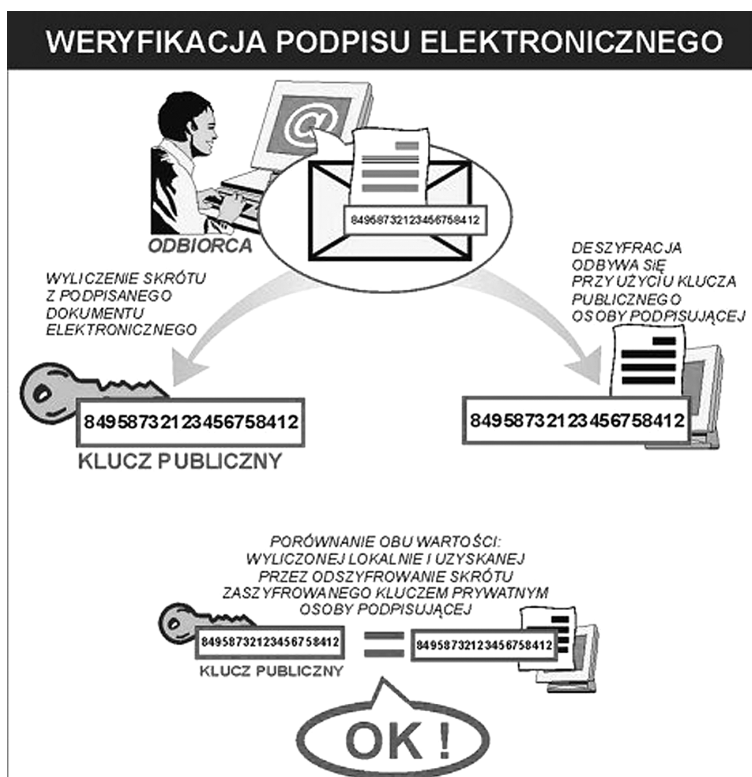 WERYFIKACJA PODPISU ELEKTRONICZNEGO
@
84958732123456758412
ODBIORCA
WYLICZENIE SKRÓTU
Z PODPISANEGO
DOKUMENTU
ELEKTRONICZNEGO
DESZYFRACJA
ODBYWA SIĘ
PRZY UŻYCIU KLUCZA
PUBLICZNEGO
OSOBY PODPISUJĄCEJ
84958732123456758412
KLUCZ PUBLICZNY
84958732123456758412
PORÓWNANIE OBU WARTOŚCI:
WYLICZONEJ LOKALNIE I UZYSKANEJ
PRZEZ ODSZYFROWANIE SKRÓTU
ZASZYFROWANEGO KLUCZEM PRYWATNYM
OSOBY PODPISUJĄCEJ
84958732123456758412 = 84958732123456758412
KLUCZ PUBLICZNY
OK !